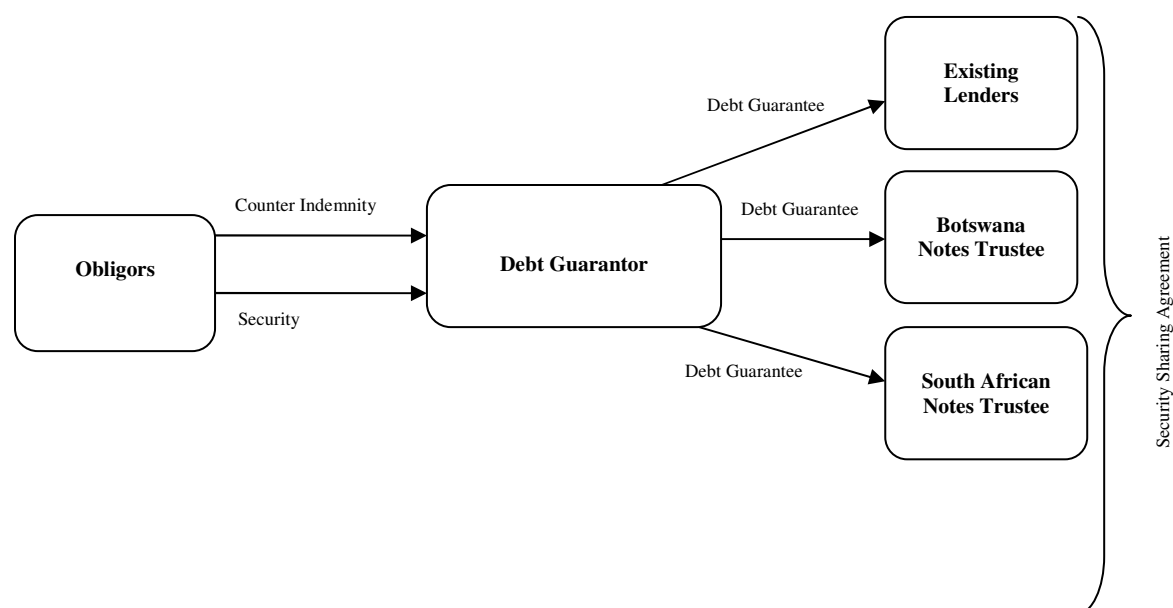 Existing
Lenders
Debt Guarantee
Counter Indemnity
Debt Guarantee
Botswana
Notes Trustee
Obligors
Debt Guarantor
Security
Debt Guarantee
South African
Notes Trustee
Security Sharing Agreement